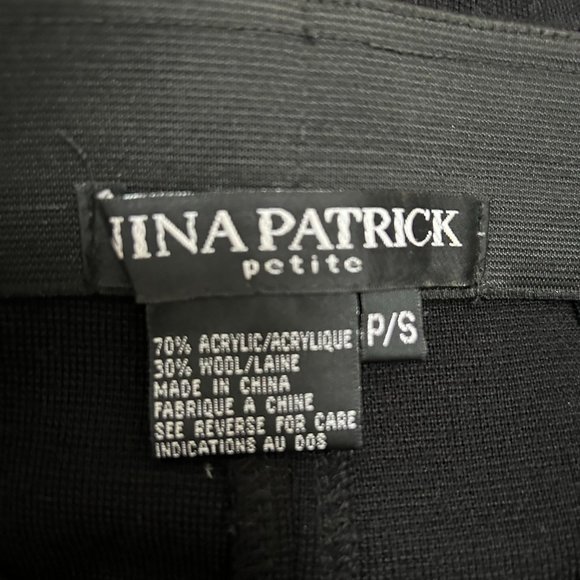 NINA PATRICK
petite
P/S
70% ACRYLIC/ACRYLIQUE
30% WOOL/LAINE
MADE IN CHINA
FABRIQUE A CHINE
SEE REVERSE FOR CARE
INDICATIONS AU DOS